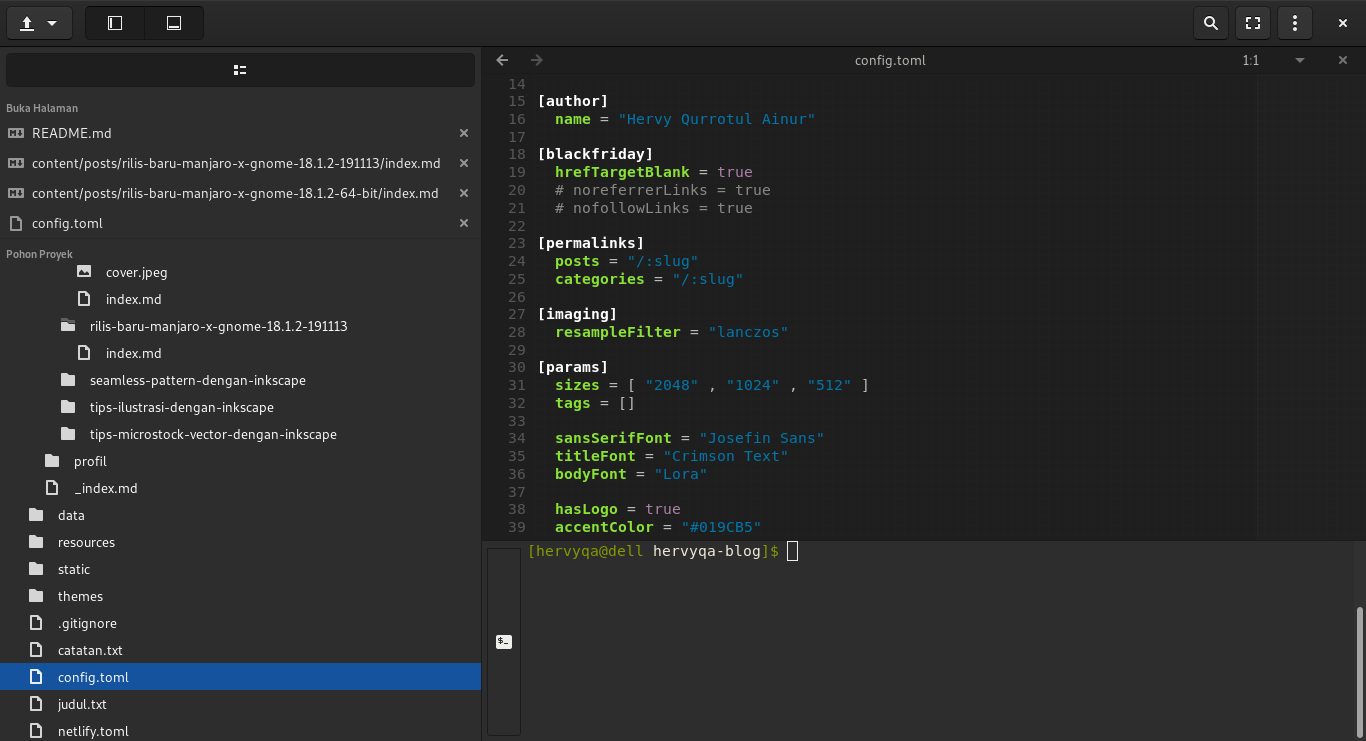 config.toml
1:1
Buka Halaman
README.md
content/posts/rilis-baru-manjaro-x-gnome-18.1.2-191113/index.md
content/posts/rilis-baru-manjaro-x-gnome-18.1.2-64-bit/index.md
config.toml
Pohon Proyek
cover.jpeg
index.md
rilis-baru-manjaro-x-gnome-18.1.2-191113
index.md
seamless-pattern-dengan-inkscape
tips-ilustrasi-dengan-inkscape
tips-microstock-vector-dengan-inkscape
profil
_index.md
data
resources
static
themes
.gitignore
catatan.txt
config.toml
judul.txt
netlify.toml
14
15 [author]
16   name = "Hervy Qurrotul Ainur"
17
18 [blackfriday]
19   hrefTargetBlank = true
20   # noreferrerLinks = true
21   # nofollowLinks = true
22
23 [permalinks]
24   posts = "/:slug"
25   categories = "/:slug"
26
27 [imaging]
28   resampleFilter = "lanczos"
29
30 [params]
31   sizes = [ "2048" , "1024" , "512" ]
32   tags = []
33
34   sansSerifFont = "Josefin Sans"
35   titleFont = "Crimson Text"
36   bodyFont = "Lora"
37
38   hasLogo = true
39   accentColor = "#019CB5"
$_
[hervyqa@dell hervyqa-blog]$